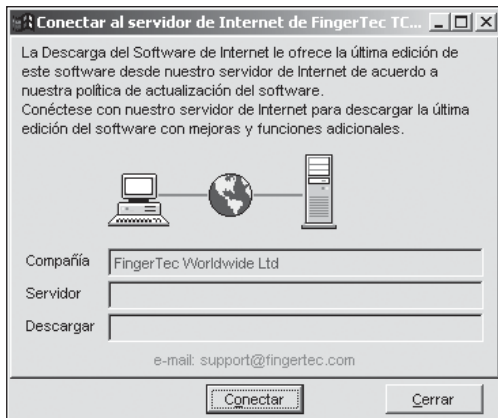 Conectar al servidor de Internet de FingerTec TC...
La Descarga del Software de Internet le ofrece la última edición de
este software desde nuestro servidor de Internet de acuerdo a
nuestra política de actualización del software.
Conéctese con nuestro servidor de Internet para descargar la última
edición del software con mejoras y funciones adicionales.
Compañía FingerTec Worldwide Ltd
Servidor
Descargar
e-mail: support@fingertec.com
Conectar Cerrar